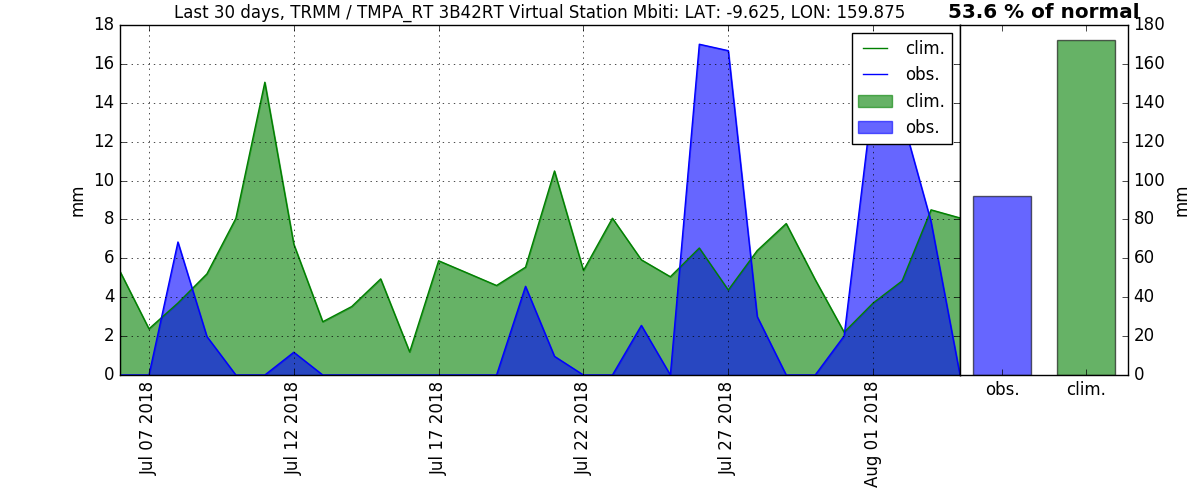 Last 30 days, TRMM / TMPA_RT 3B42RT Virtual Station Mbiti: LAT: -9.625, LON: 159.875
53.6 % of normal
18
16
14
12
10
8
6
4
2
0
mm
clim.
obs.
clim.
obs.
180
160
140
120
100
80
60
40
20
0
mm
Jul 07 2018
Jul 12 2018
Jul 17 2018
Jul 22 2018
Jul 27 2018
Aug 01 2018
obs.
clim.